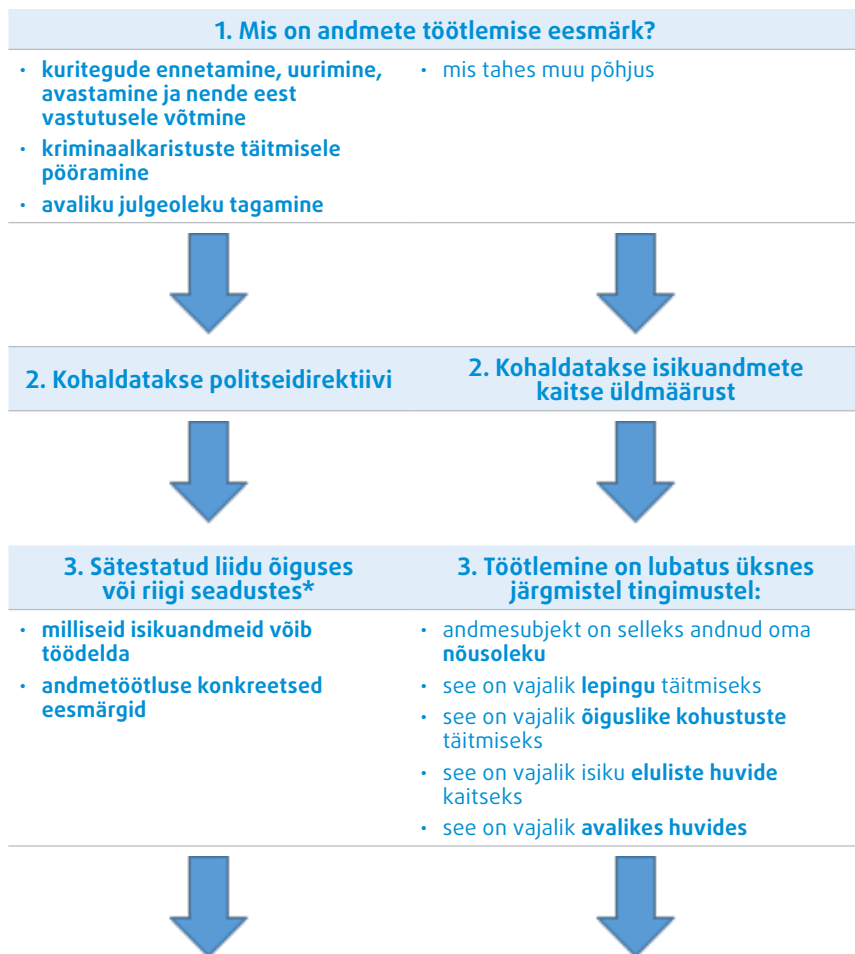 1. Mis on andmete töötlemise eesmärk?
• kuritegude ennetamine, uurimine,
avastamine ja nende eest
vastutusele võtmine
• kriminaalkaristuste täitmisele
pööramine
• avaliku julgeoleku tagamine
• mis tahes muu põhjus
2. Kohaldatakse politseidirektiivi
2. Kohaldatakse isikuandmete
kaitse üldmäärust
3. Sätestatud liidu õiguses
või riigi seadustes*
• milliseid isikuandmeid võib
töödelda
• andmetöötluse konkreetsed
eesmärgid
3. Töötlemine on lubatus üksnes
järgmistel tingimustel:
• andmesubjekt on selleks andnud oma
nõusoleku
• see on vajalik lepingu täitmiseks
• see on vajalik õiguslike kohustuste
täitmiseks
• see on vajalik isiku eluliste huvide
kaitseks
• see on vajalik avalikes huvides